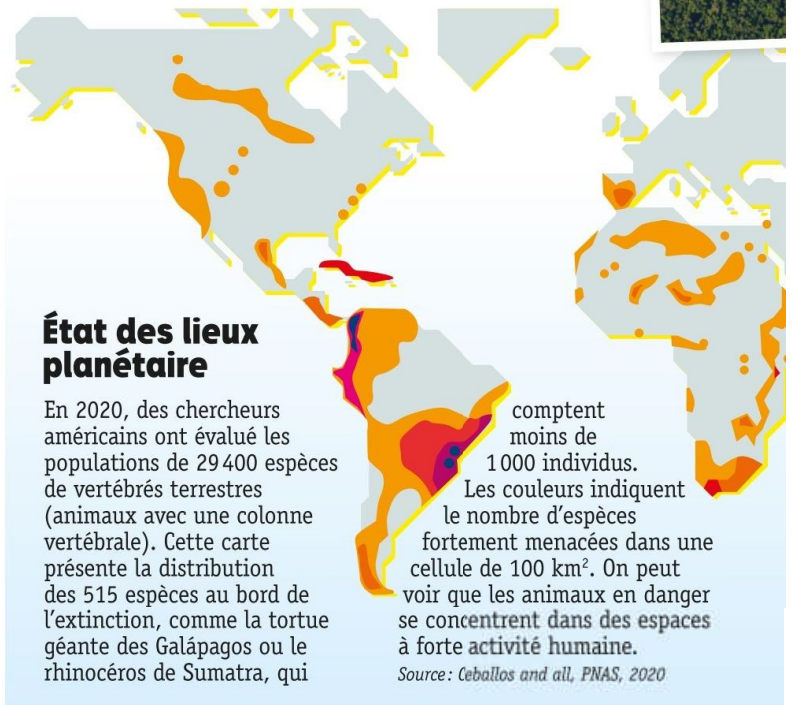 État des lieux
planétaire
En 2020, des chercheurs
américains ont évalué les
populations de 29 400 espèces
de vertébrés terrestres
(animaux avec une colonne
vertébrale). Cette carte
présente la distribution
des 515 espèces au bord de
l'extinction, comme la tortue
géante des Galápagos ou le
rhinocéros de Sumatra, qui
comptent
moins de
1 000 individus.
Les couleurs indiquent
le nombre d'espèces
fortement menacées dans une
cellule de 100 km². On peut
voir que les animaux en danger
se concentrent dans des espaces
à forte activité humaine.
Source : Ceballos and all, PNAS, 2020